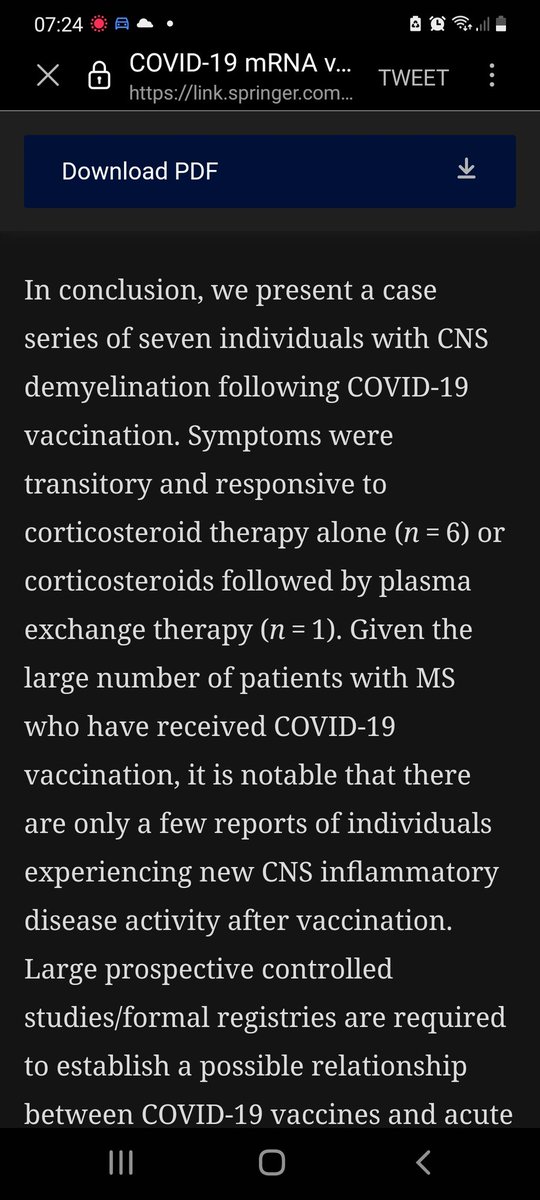 07:24
COVID-19 mRNA v...
https://link.springer.com...
TWEET
Download PDF
In conclusion, we present a case
series of seven individuals with CNS
demyelination following COVID-19
vaccination. Symptoms were
transitory and responsive to
corticosteroid therapy alone (n = 6) or
corticosteroids followed by plasma
exchange therapy (n = 1). Given the
large number of patients with MS
who have received COVID-19
vaccination, it is notable that there
are only a few reports of individuals
experiencing new CNS inflammatory
disease activity after vaccination.
Large prospective controlled
studies/formal registries are required
to establish a possible relationship
between COVID-19 vaccines and acute